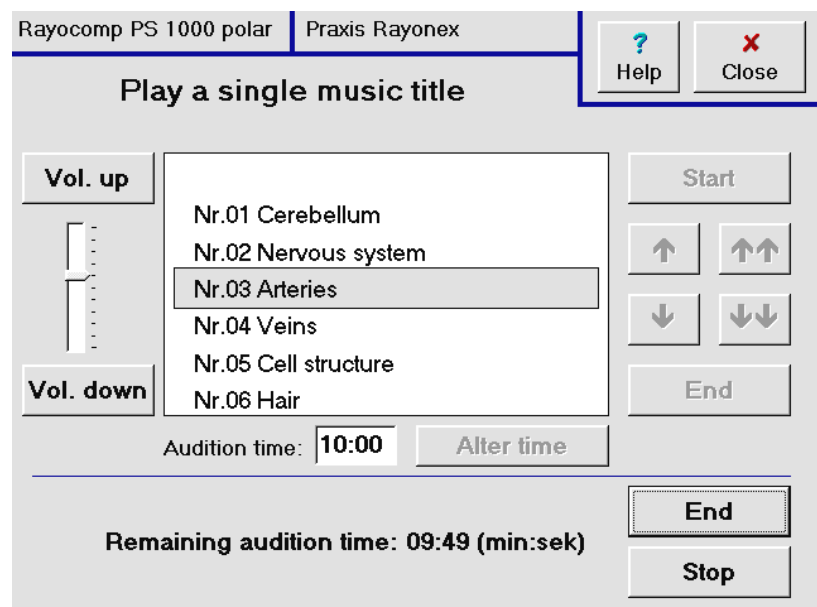 Rayocomp PS 1000 polar
Praxis Rayonex
?
Help
Close
Play a single music title
Vol. up
Start
Nr.01 Cerebellum
Nr.02 Nervous system
Nr.03 Arteries
Nr.04 Veins
Nr.05 Cell structure
Nr.06 Hair
Vol. down
End
Audition time: 10:00
Alter time
End
Remaining audition time: 09:49 (min:sek)
Stop